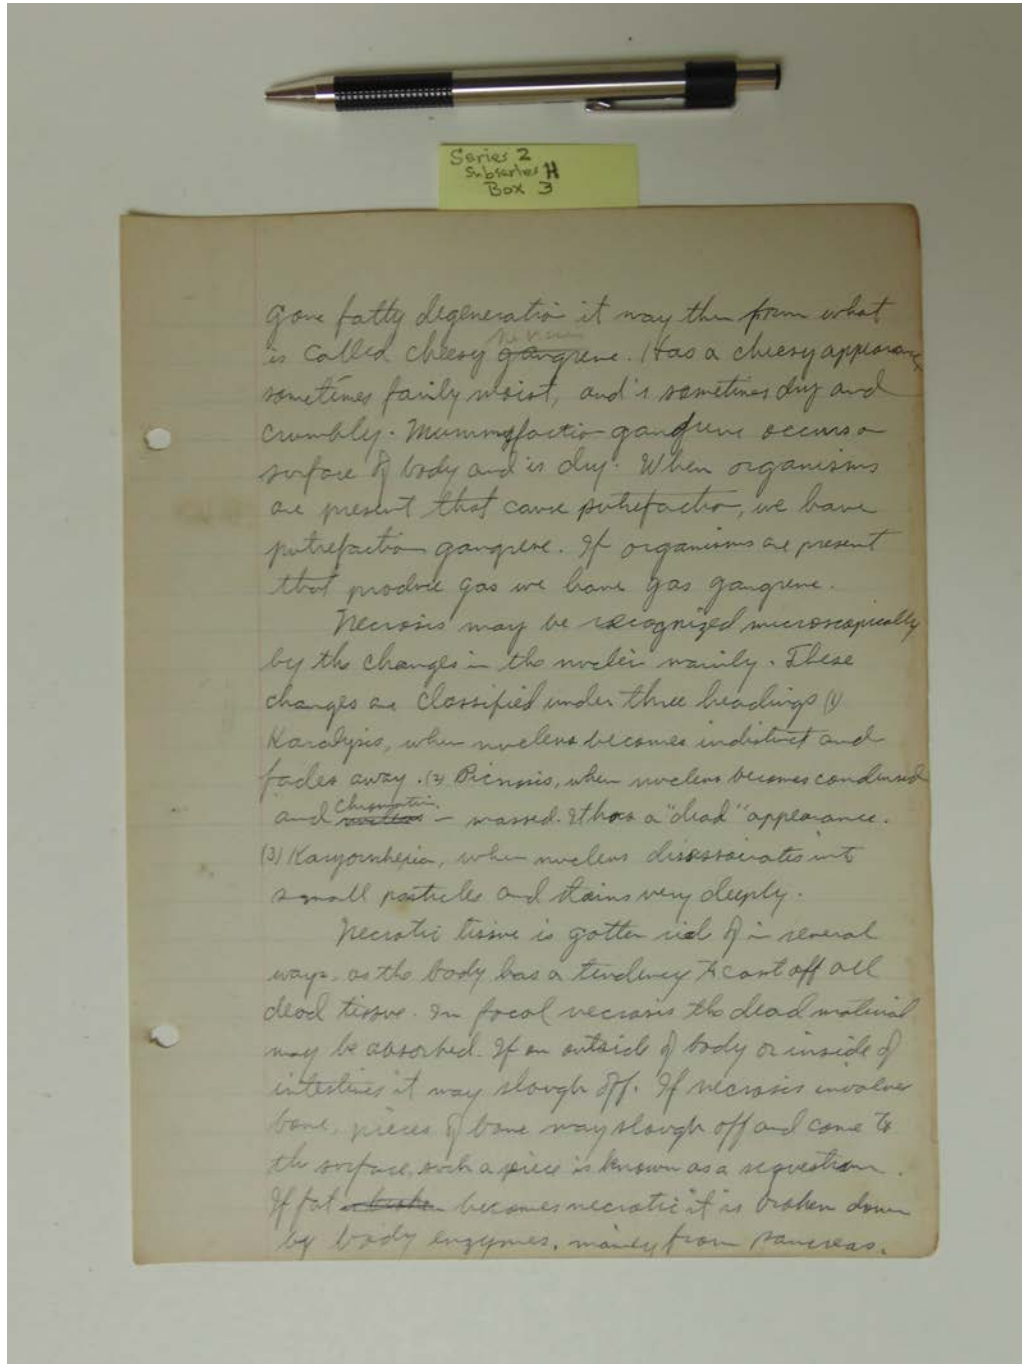 Series 2
Subseries H
Box 3
gone fatty degeneration it may then form what
is called cheesy gangrene. Has a cheesy appearance
sometimes fairly moist, and is sometimes dry and
crumbly. Mummyfactio gangrene occurs on
surface of body and is dry. When organisms
are present that cause putrefaction, we have
putrefaction gangrene. If organisms are present
that produce gas we have gas gangrene.
Necrosis may be recognized microscopically
by the changes in the nuclei mainly. These
changes are classified under three headings (1)
Karalysis, when nucleus becomes indistinct and
fades away. (2) Picnosis, when nucleus becomes condensed
and chromatin massed. It has a "dead" appearance.
(3) Karyorrhexia, when nucleus disassociates into
small particles and stains very deeply.
Necrotic tissue is gotten rid of in several
ways, as the body has a tendency to cast off all
dead tissue. In focal necrosis the dead material
may be absorbed. If on outside of body or inside of
intestines it may slough off. If necrosis involves
bone, pieces of bone may slough off and come to
the surface, such a piece is known as a sequestrum.
If fat becomes necrotic it is broken down
by body enzymes, mainly from pancreas.